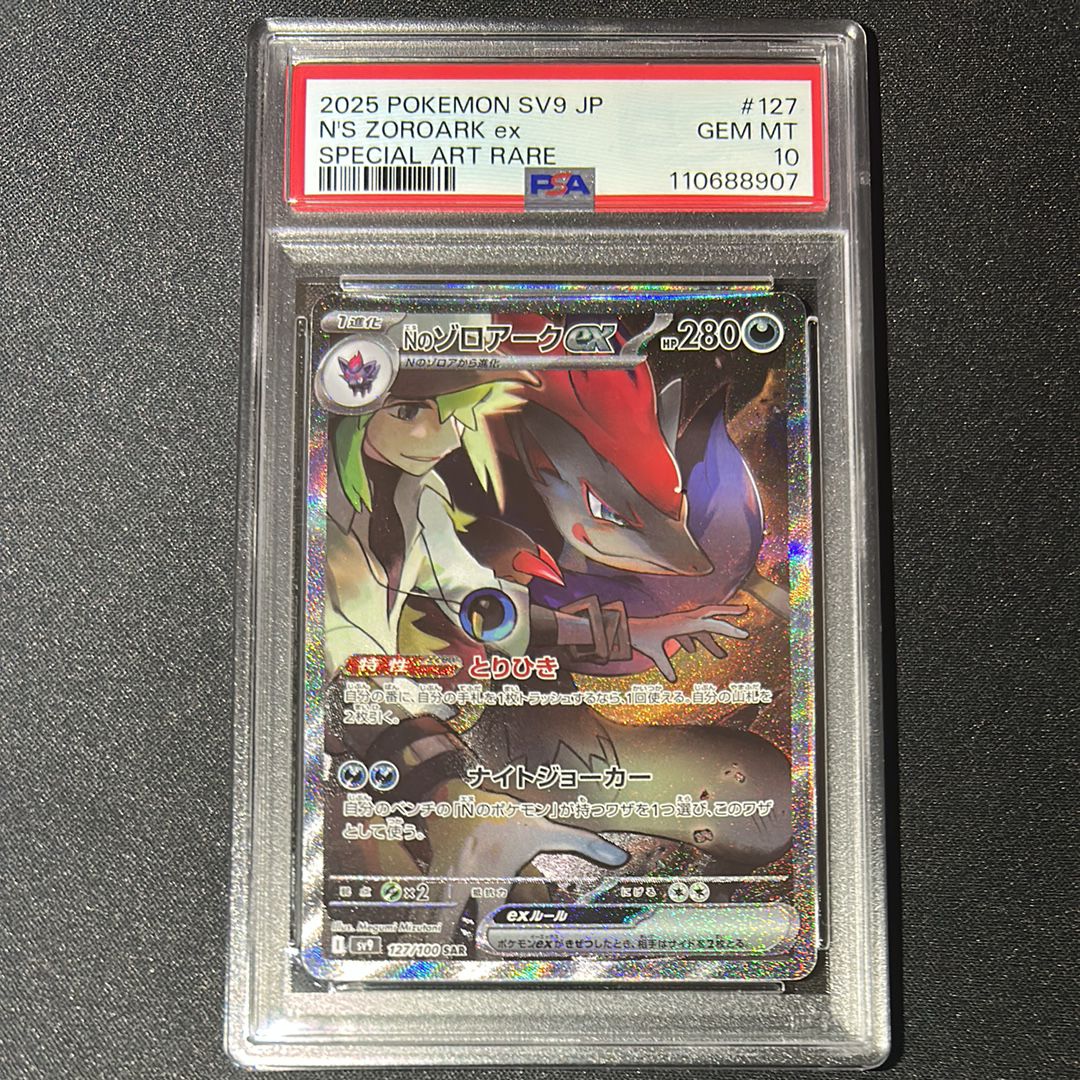 2025 POKEMON SV9 JP #127
N'S ZOROARK ex GEM MT
SPECIAL ART RARE 10
PSA 110688907
1進化
Nのゾロアークex HP280
Nのゾロアから進化
特性 とりひき
自分の番に、自分の手札を1枚トラッシュするなら、1回使える。自分の山札を
2枚引く。
ナイトジョーカー
自分のベンチの「Nのポケモン」が持つワザを1つ選び、このワザ
として使う。
弱点 ×2 抵抗力 にげる
Illus. Megumi Mizutani
exルール
I sv9 127/100 SAR
ポケモンexがきぜつしたとき、相手はサイドを2枚とる。